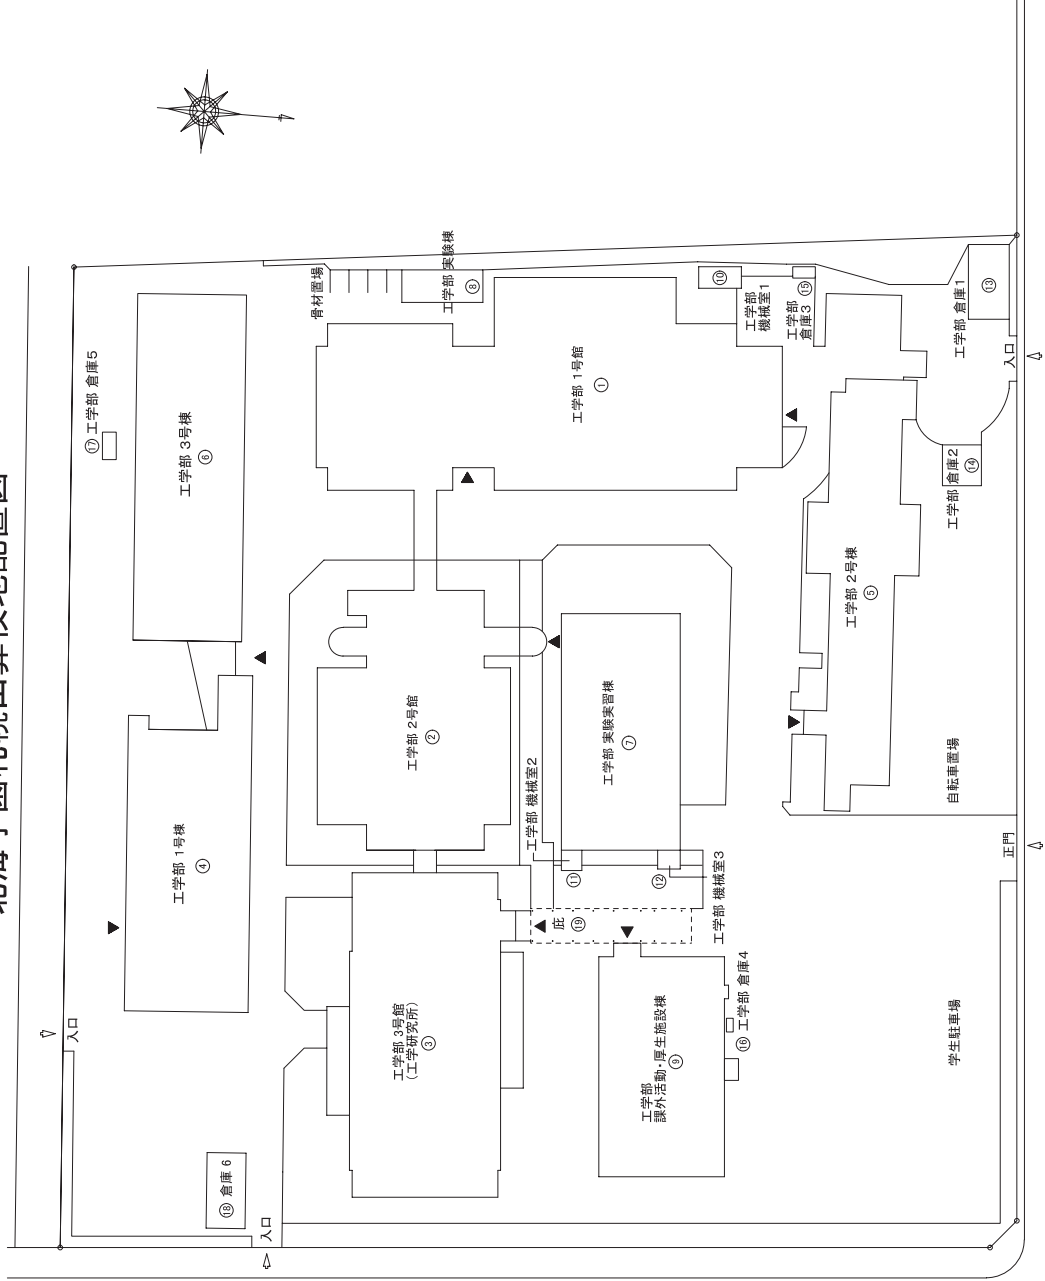 入口
⑰ 工学部 倉庫5
工学部 1号棟
④
工学部 3号棟
⑥
⑱ 倉庫 6
入口
骨材置場
工学部 3号館
(工学研究所)
③
工学部 2号館
②
工学部 実験棟
⑧
工学部 1号館
①
工学部 機械室2
⑪
庇
⑲
工学部 実験実習棟
⑦
⑫
工学部 機械室3
工学部
課外活動・厚生施設棟
⑨
⑯ 工学部 倉庫4
⑩
工学部
機械室1
工学部
倉庫3
⑮
工学部 2号棟
⑤
学生駐車場
自転車置場
工学部 倉庫2
⑭
工学部 倉庫1
⑬
正門
入口